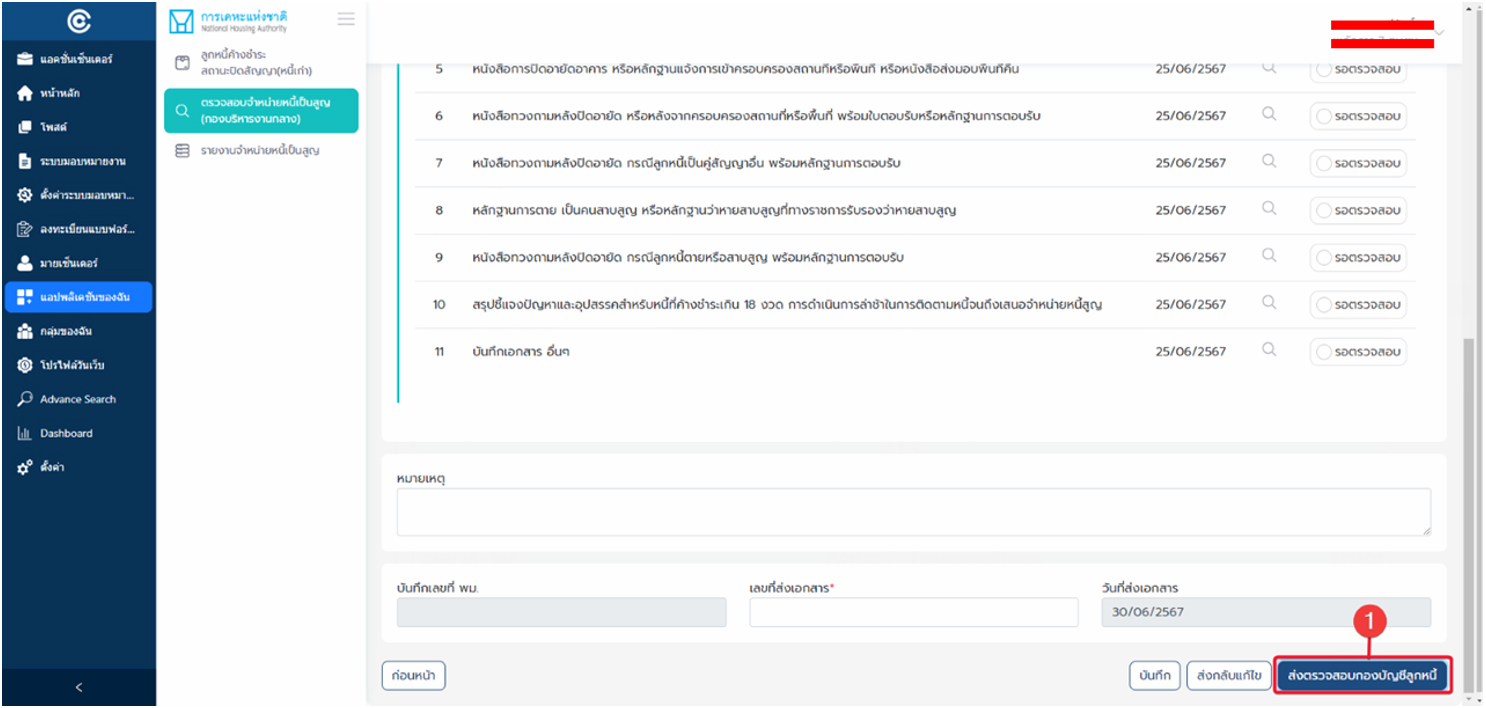 การเคหะแห่งชาติ
National Housing Authority
แอคชั่นเซ็นเตอร์
หน้าหลัก
โพสต์
ระบบมอบหมายงาน
ตั้งค่าระบบมอบหมา...
ลงทะเบียนแบบฟอร์...
มายเซ็นเตอร์
แอปพลิเคชันของฉัน
กลุ่มของฉัน
โปรไฟล์วันเว็บ
Advance Search
Dashboard
ตั้งค่า
<
ลูกหนี้ค้างชำระ
สถานะปิดสัญญา(หนี้เก่า)
ตรวจสอบจำหน่ายหนี้เป็นสูญ
(กองบริหารงานกลาง)
รายงานจำหน่ายหนี้เป็นสูญ
5 หนังสือการปิดอายัดอาคาร หรือหลักฐานแจ้งการเข้าครอบครองสถานที่หรือพื้นที่ หรือหนังสือส่งมอบพื้นที่คืน 25/06/2567 รอตรวจสอบ
6 หนังสือทวงถามหลังปิดอายัด หรือหลังจากครอบครองสถานที่หรือพื้นที่ พร้อมใบตอบรับหรือหลักฐานการตอบรับ 25/06/2567 รอตรวจสอบ
7 หนังสือทวงถามหลังปิดอายัด กรณีลูกหนี้เป็นคู่สัญญาอื่น พร้อมหลักฐานการตอบรับ 25/06/2567 รอตรวจสอบ
8 หลักฐานการตาย เป็นคนสาบสูญ หรือหลักฐานว่าหายสาบสูญที่ทางราชการรับรองว่าหายสาบสูญ 25/06/2567 รอตรวจสอบ
9 หนังสือทวงถามหลังปิดอายัด กรณีลูกหนี้ตายหรือสาบสูญ พร้อมหลักฐานการตอบรับ 25/06/2567 รอตรวจสอบ
10 สรุปชี้แจงปัญหาและอุปสรรคสำหรับหนี้ที่ค้างชำระเกิน 18 งวด การดำเนินการล่าช้าในการติดตามหนี้จนถึงเสนอจำหน่ายหนี้สูญ 25/06/2567 รอตรวจสอบ
11 บันทึกเอกสาร อื่นๆ 25/06/2567 รอตรวจสอบ
หมายเหตุ
บันทึกเลขที่ พม. เลขที่ส่งเอกสาร* วันที่ส่งเอกสาร
30/06/2567
1
ก่อนหน้า บันทึก ส่งกลับแก้ไข ส่งตรวจสอบกองบัญชีลูกหนี้